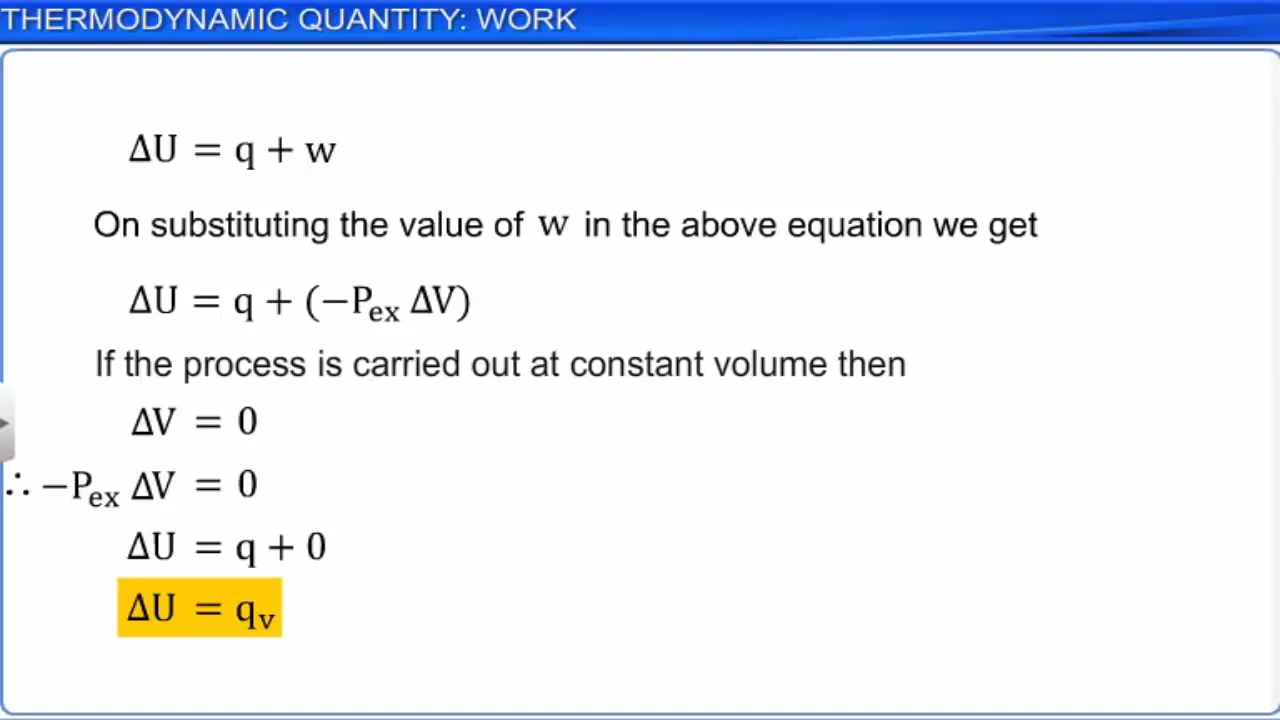 THERMODYNAMIC QUANTITY: WORK
ΔU = q + w
On substituting the value of w in the above equation we get
ΔU = q + (−Pₑₓ ΔV)
If the process is carried out at constant volume then
ΔV = 0
∴ −Pₑₓ ΔV = 0
ΔU = q + 0
ΔU = qᵥ